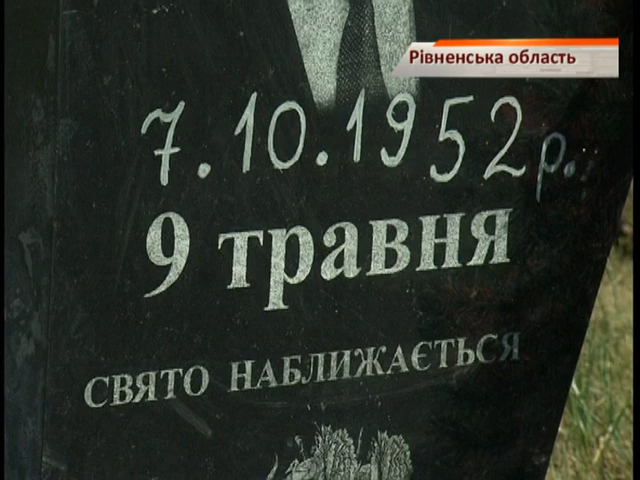 Рівненська область
7.10.1952р.
9 травня
СВЯТО НАБЛИЖАЄТЬСЯ